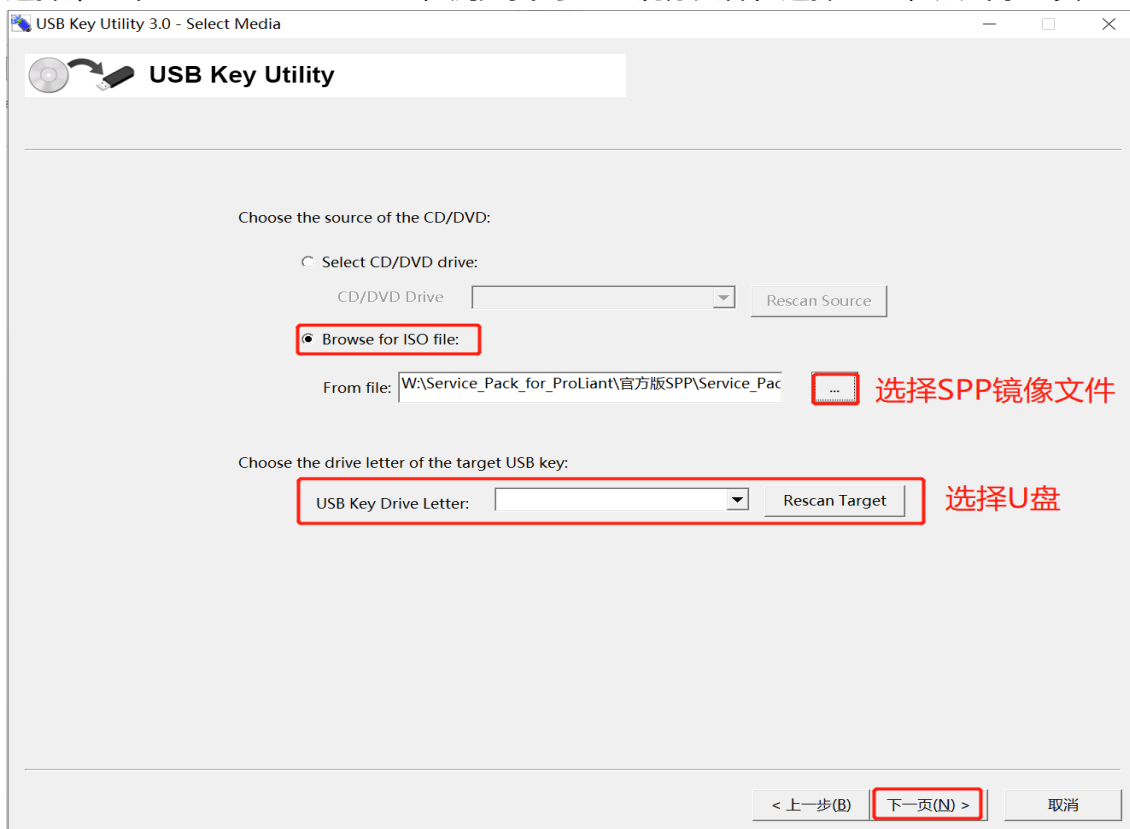 USB Key Utility 3.0 - Select Media
USB Key Utility
Choose the source of the CD/DVD:
Select CD/DVD drive:
CD/DVD Drive
Rescan Source
Browse for ISO file:
From file: W:\Service_Pack_for_ProLiant\官方版SPP\Service_Pac ... 选择SPP镜像文件
Choose the drive letter of the target USB key:
USB Key Drive Letter: Rescan Target 选择U盘
< 上一步(B) 下一页(N) > 取消